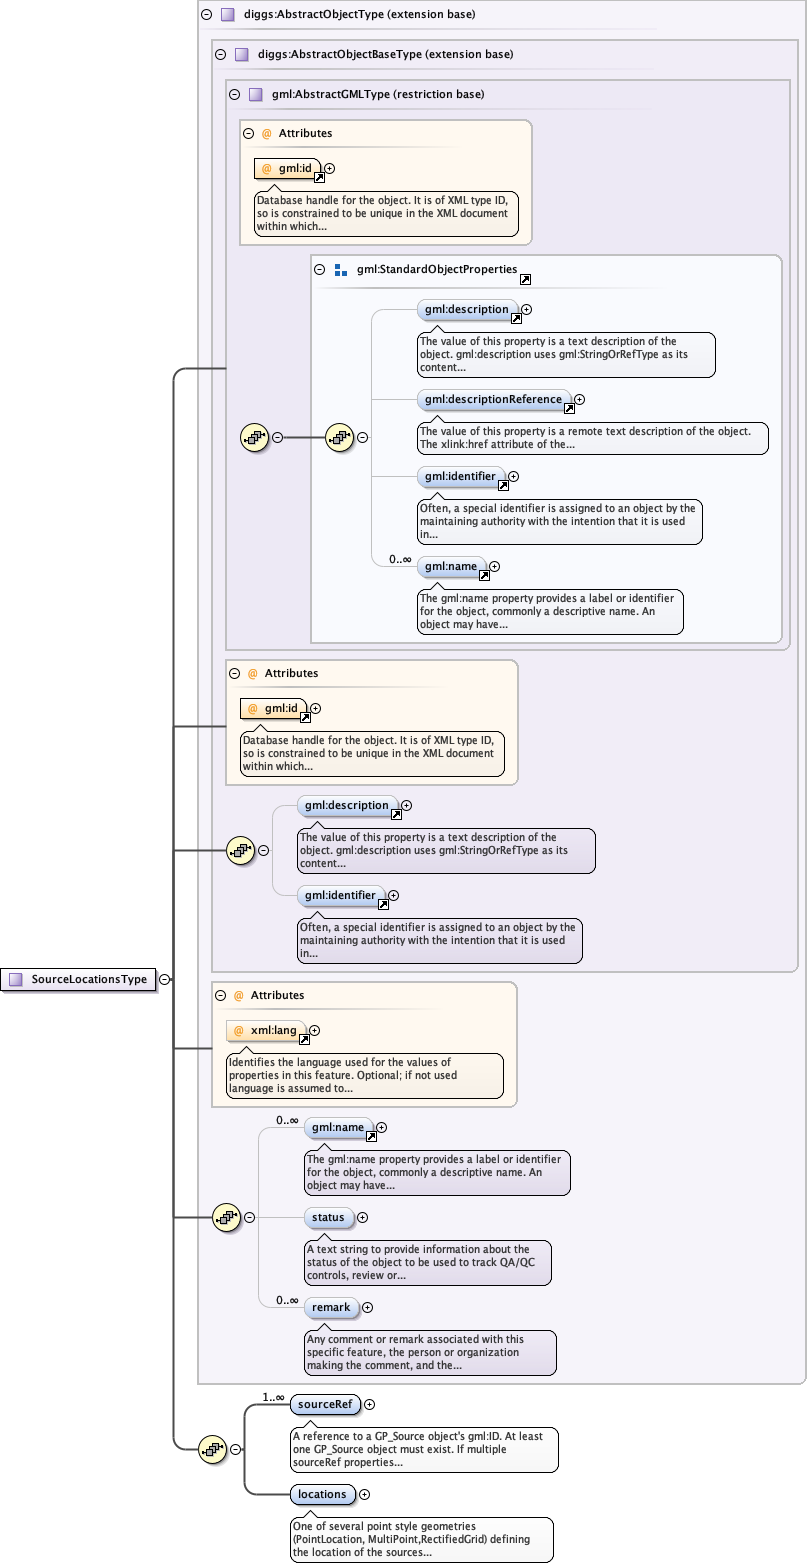 diggs:AbstractObjectType (extension base)
diggs:AbstractObjectBaseType (extension base)
gml:AbstractGMLType (restriction base)
@ Attributes
@ gml:id
Database handle for the object. It is of XML type ID,
so is constrained to be unique in the XML document
within which...
gml:StandardObjectProperties
gml:description
The value of this property is a text description of the
object. gml:description uses gml:StringOrRefType as its
content...
gml:descriptionReference
The value of this property is a remote text description of the object.
The xlink:href attribute of the...
gml:identifier
Often, a special identifier is assigned to an object by the
maintaining authority with the intention that it is used
in...
0..∞
gml:name
The gml:name property provides a label or identifier
for the object, commonly a descriptive name. An
object may have...
@ Attributes
@ gml:id
Database handle for the object. It is of XML type ID,
so is constrained to be unique in the XML document
within which...
gml:description
The value of this property is a text description of the
object. gml:description uses gml:StringOrRefType as its
content...
gml:identifier
Often, a special identifier is assigned to an object by the
maintaining authority with the intention that it is used
in...
SourceLocationsType
@ Attributes
@ xml:lang
Identifies the language used for the values of
properties in this feature. Optional; if not used
language is assumed to...
0..∞
gml:name
The gml:name property provides a label or identifier
for the object, commonly a descriptive name. An
object may have...
status
A text string to provide information about the
status of the object to be used to track QA/QC
controls, review or...
0..∞
remark
Any comment or remark associated with this
specific feature, the person or organization
making the comment, and the...
1..∞
sourceRef
A reference to a GP_Source object's gml:ID. At least
one GP_Source object must exist. If multiple
sourceRef properties...
locations
One of several point style geometries
(PointLocation, MultiPoint,RectifiedGrid) defining
the location of the sources...